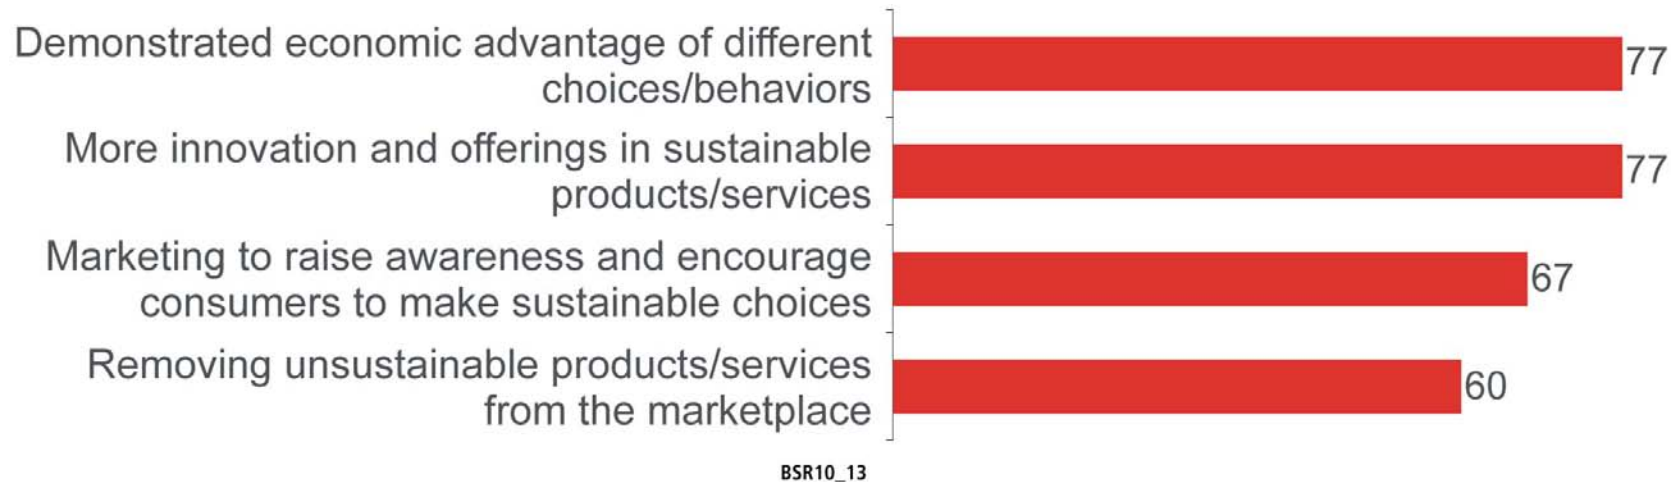 Demonstrated economic advantage of different
choices/behaviors
77
More innovation and offerings in sustainable
products/services
77
Marketing to raise awareness and encourage
consumers to make sustainable choices
67
Removing unsustainable products/services
from the marketplace
60
BSR10_13